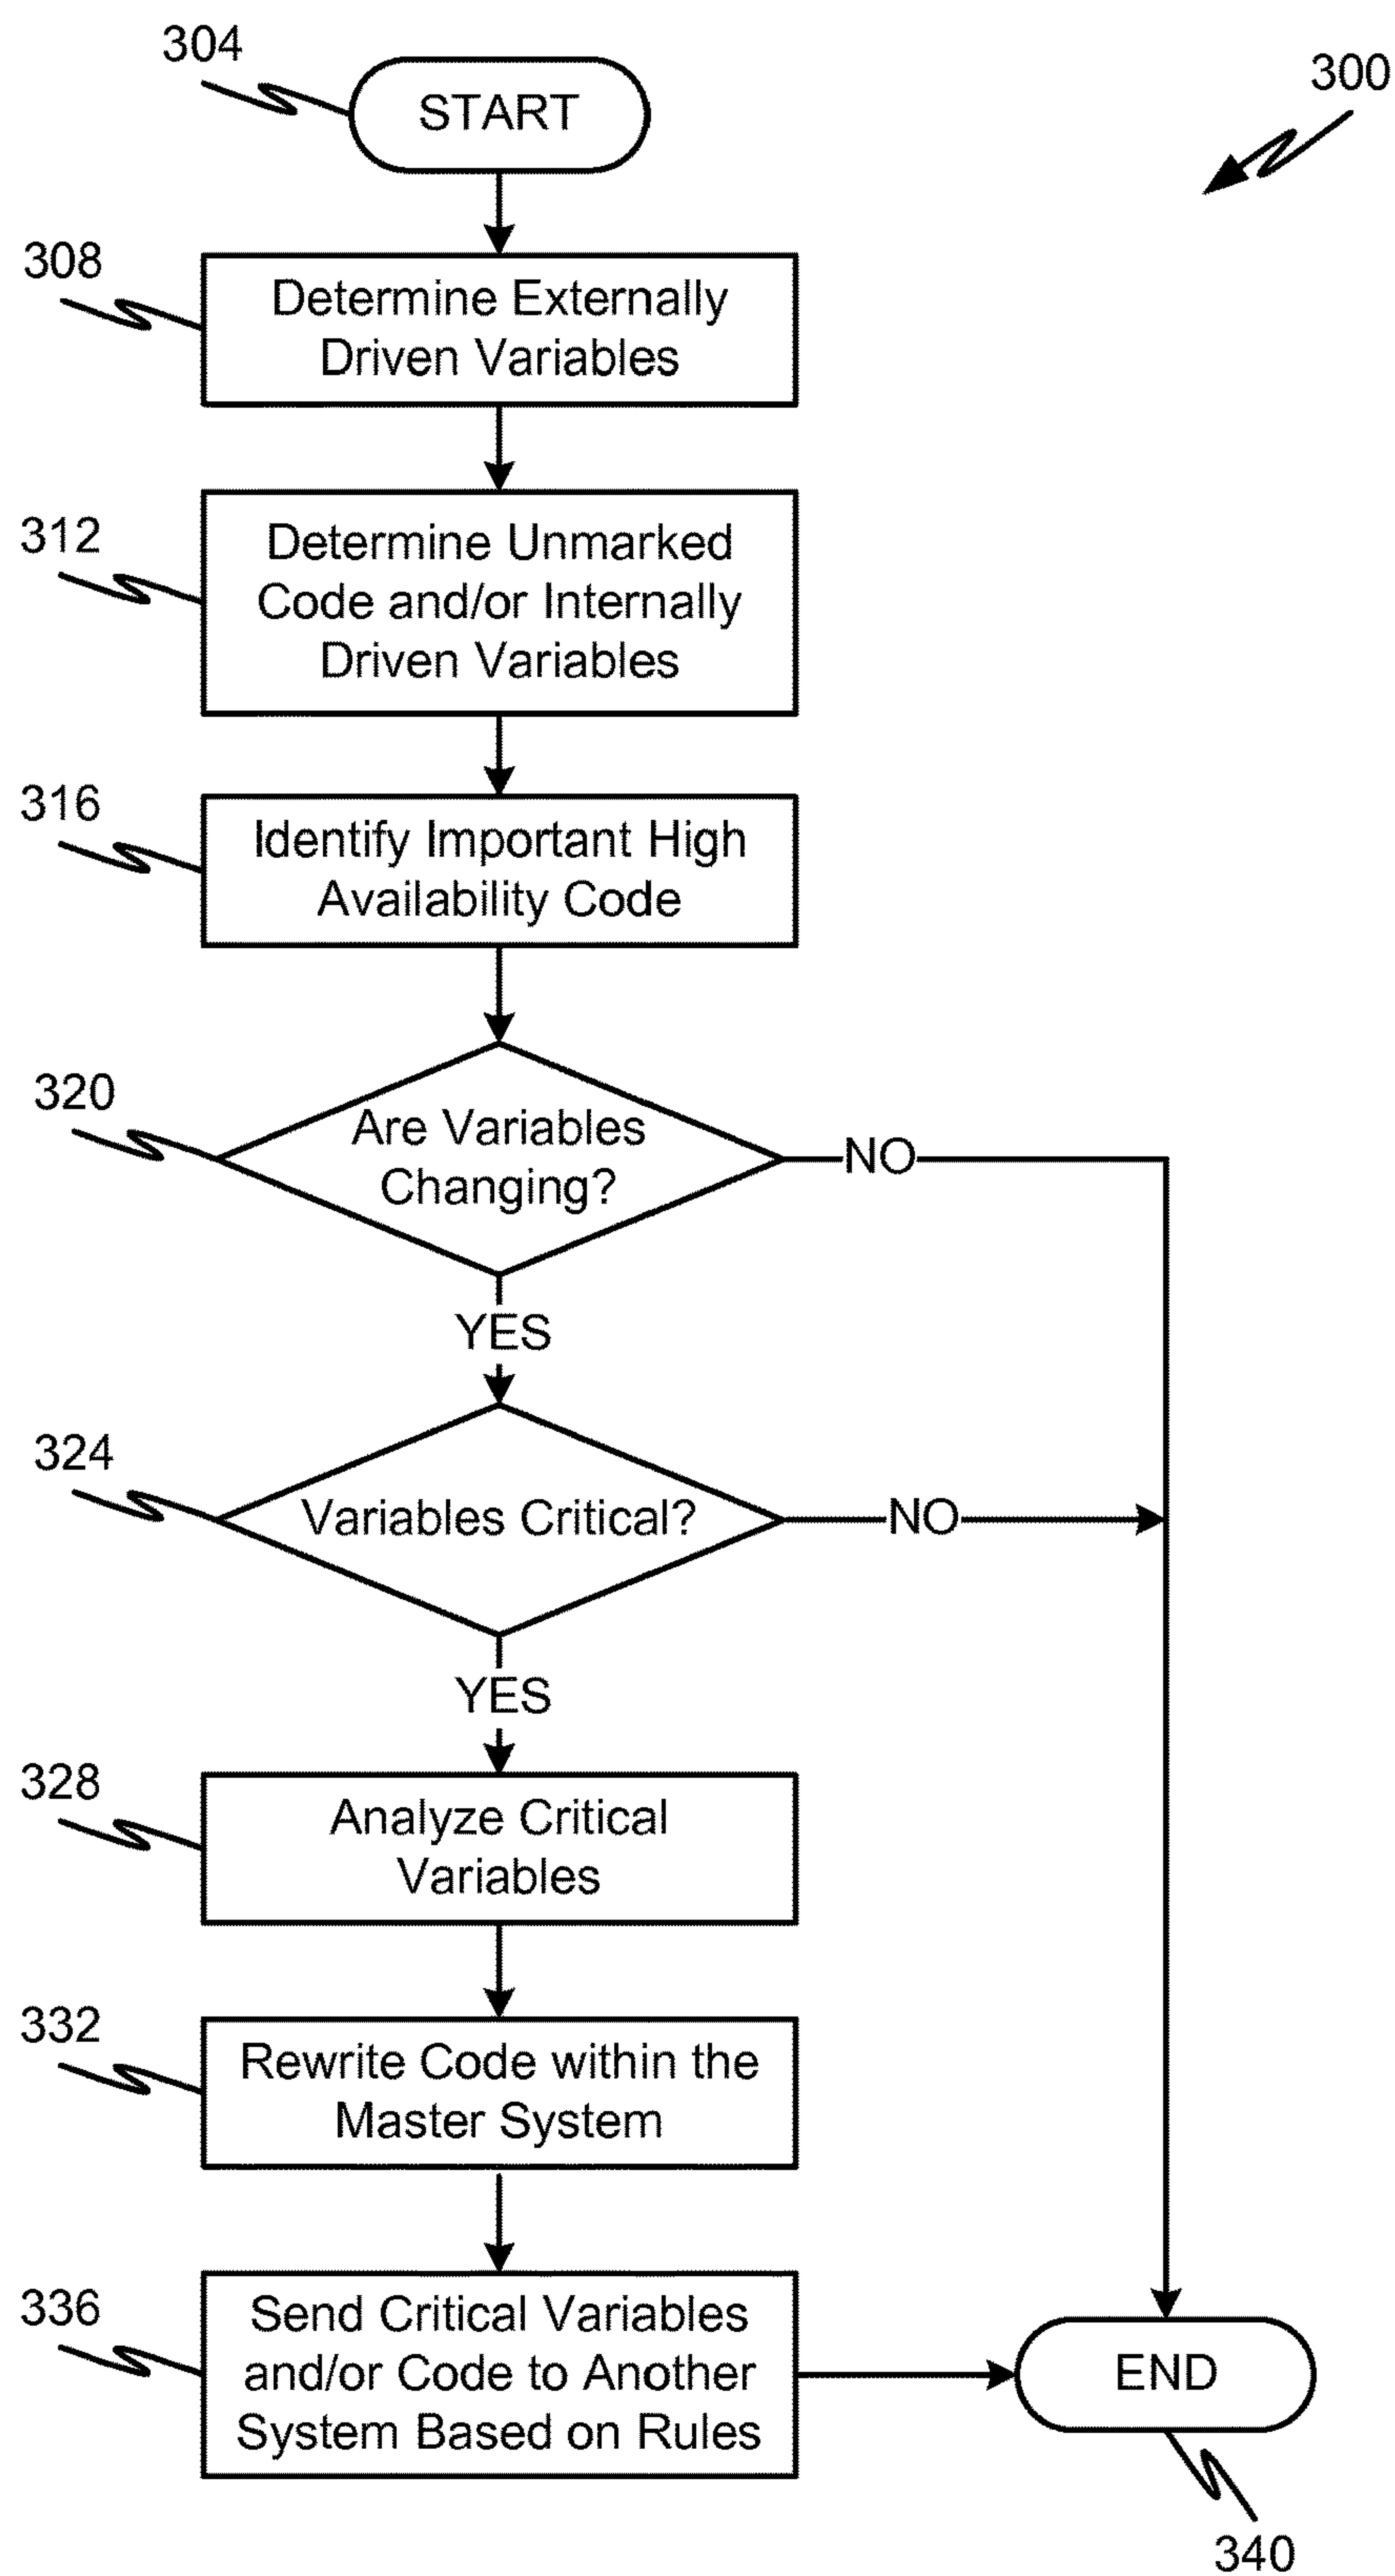 304
START
300
308
Determine Externally
Driven Variables
312
Determine Unmarked
Code and/or Internally
Driven Variables
316
Identify Important High
Availability Code
320
Are Variables
Changing?
NO
YES
324
Variables Critical?
NO
YES
328
Analyze Critical
Variables
332
Rewrite Code within the
Master System
336
Send Critical Variables
and/or Code to Another
System Based on Rules
END
340